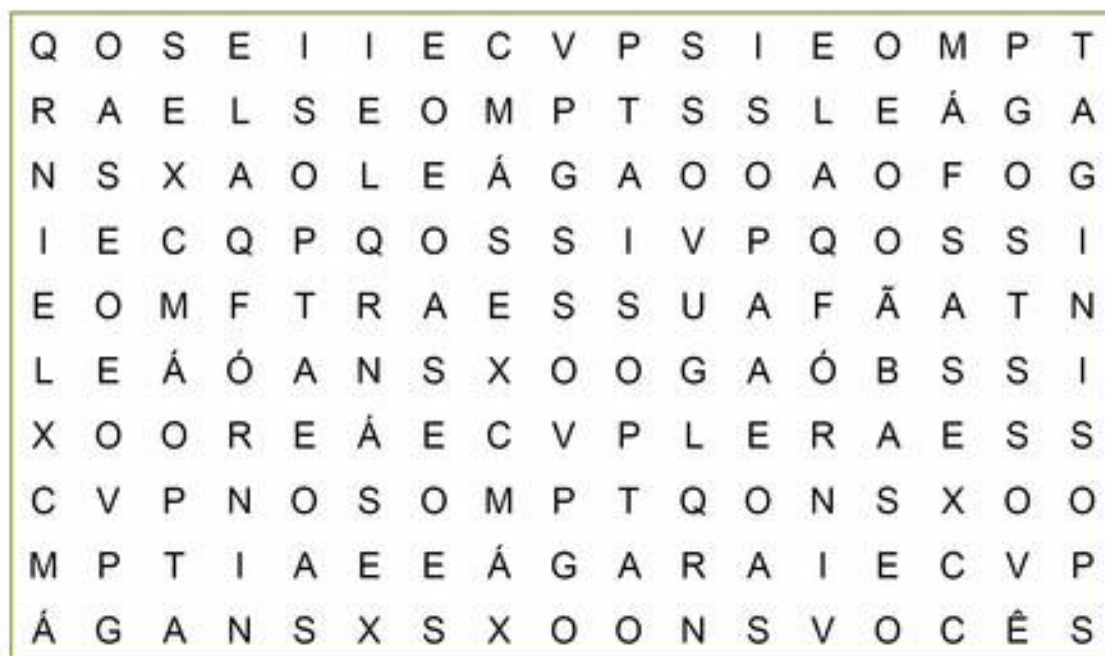 Q O S E I I E C V P S I E O M P T
R A E L S E O M P T S S L E Á G A
N S X A O L E Á G A O O A O F O G
I E C Q P Q O S S I V P Q O S S I
E O M F T R A E S S U A F Ã A T N
L E Á Ó A N S X O O G A Ó B S S I
X O O R E Á E C V P L E R A E S S
C V P N O S O M P T Q O N S X O O
M P T I A E E Á G A R A I E C V P
Á G A N S X S X O O N S V O C Ê S